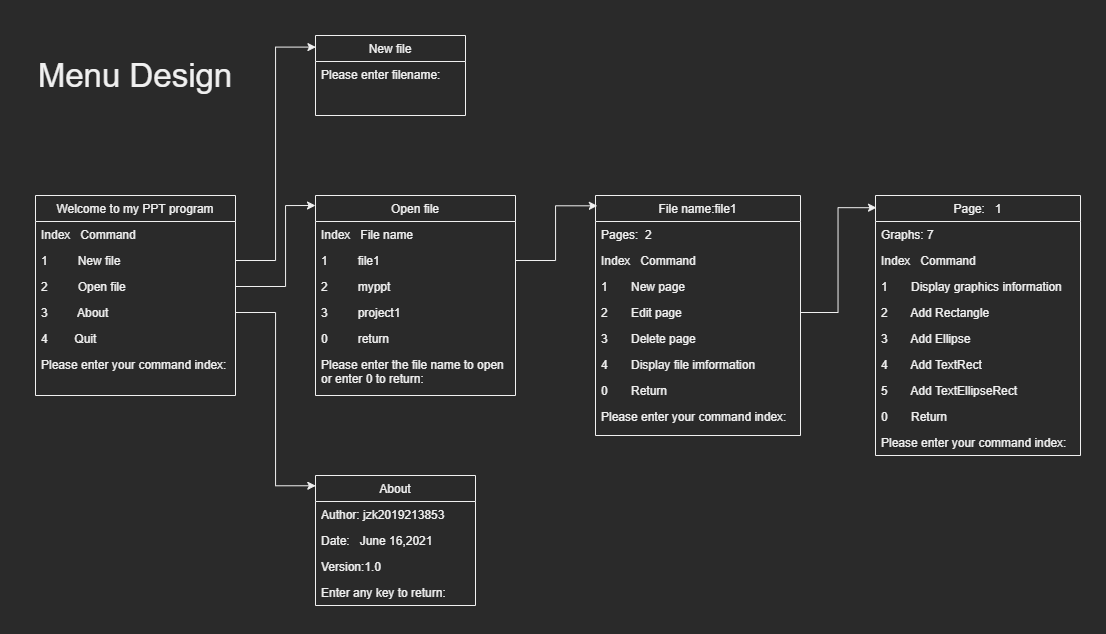 Menu Design
New file
Please enter filename:
Welcome to my PPT program
Index Command
1 New file
2 Open file
3 About
4 Quit
Please enter your command index:
Open file
Index File name
1 file1
2 myppt
3 project1
0 return
Please enter the file name to open
or enter 0 to return:
File name:file1
Pages: 2
Index Command
1 New page
2 Edit page
3 Delete page
4 Display file imformation
0 Return
Please enter your command index:
Page: 1
Graphs: 7
Index Command
1 Display graphics information
2 Add Rectangle
3 Add Ellipse
4 Add TextRect
5 Add TextEllipseRect
0 Return
Please enter your command index:
About
Author: jzk2019213853
Date: June 16,2021
Version:1.0
Enter any key to return: